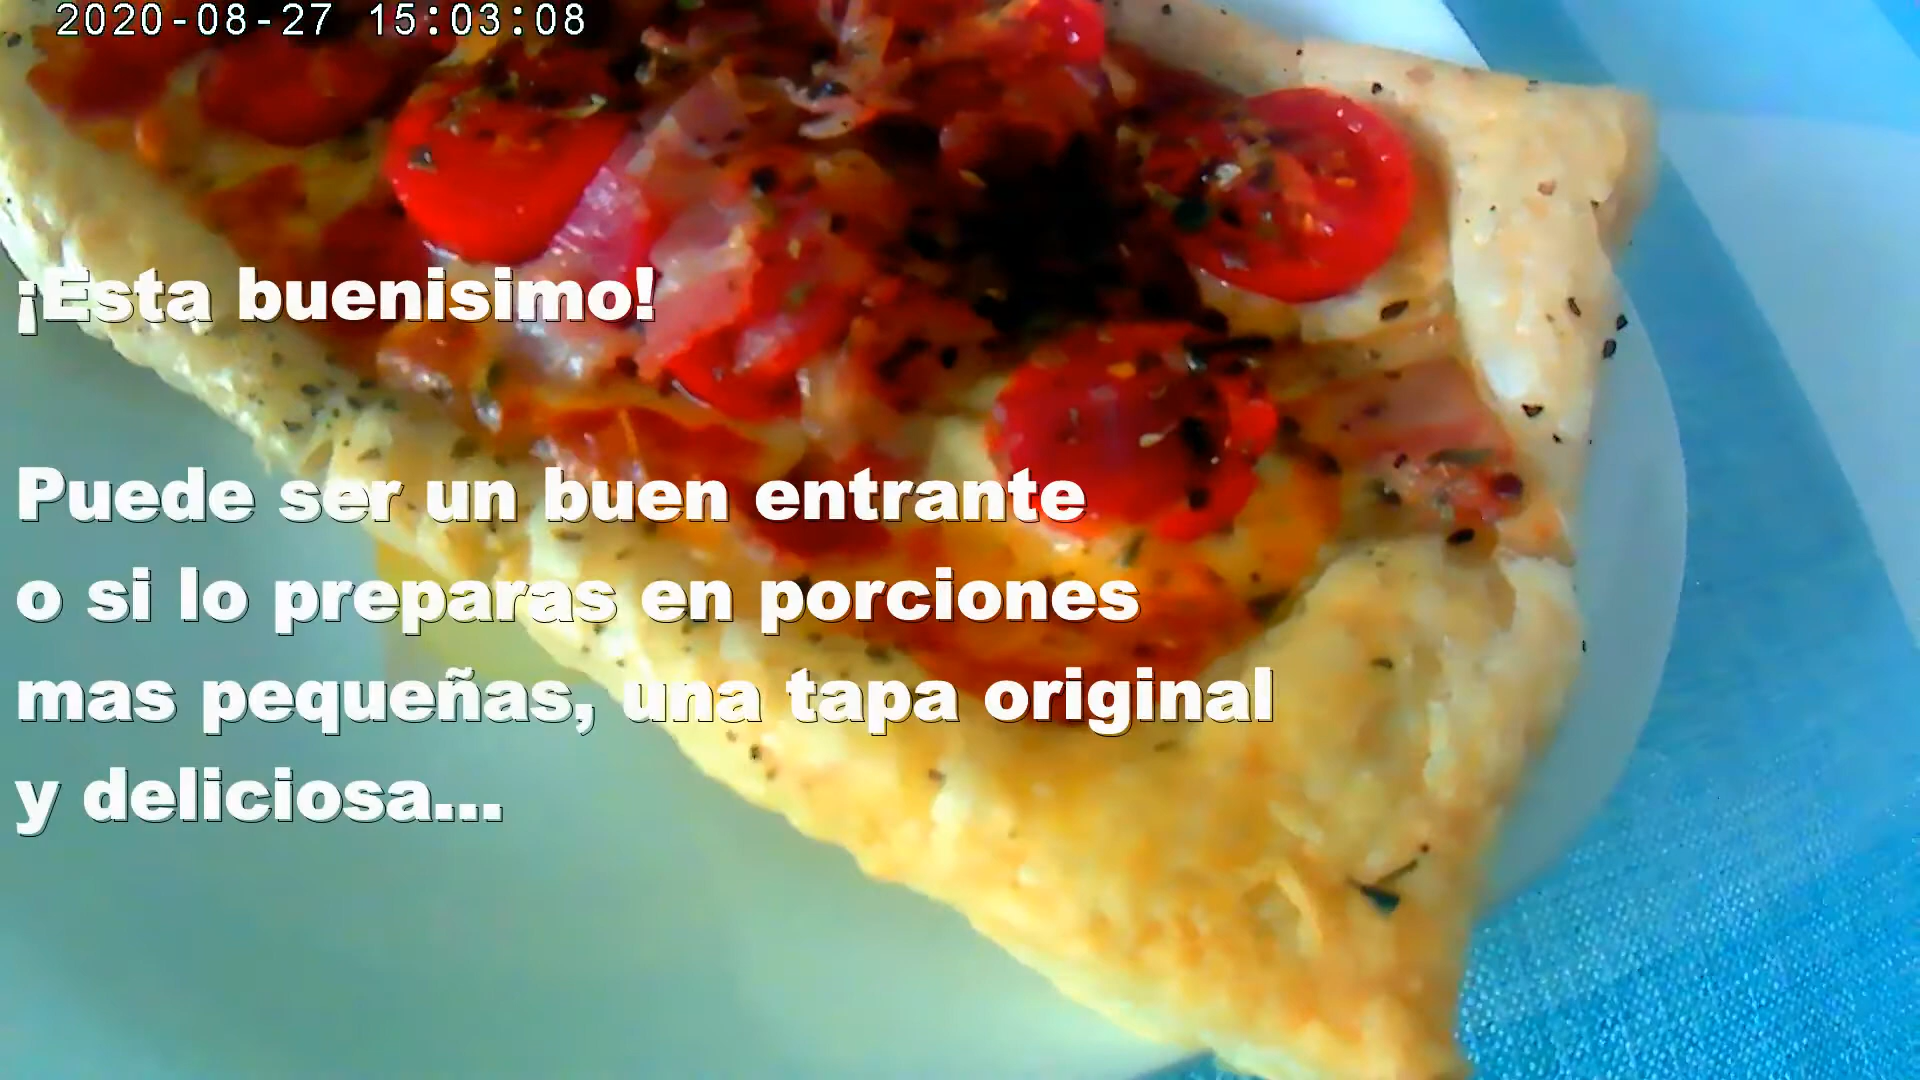 2020-08-27 15:03:08
¡Esta buenisimo!
Puede ser un buen entrante
o si lo preparas en porciones
mas pequeñas, una tapa original
y deliciosa...